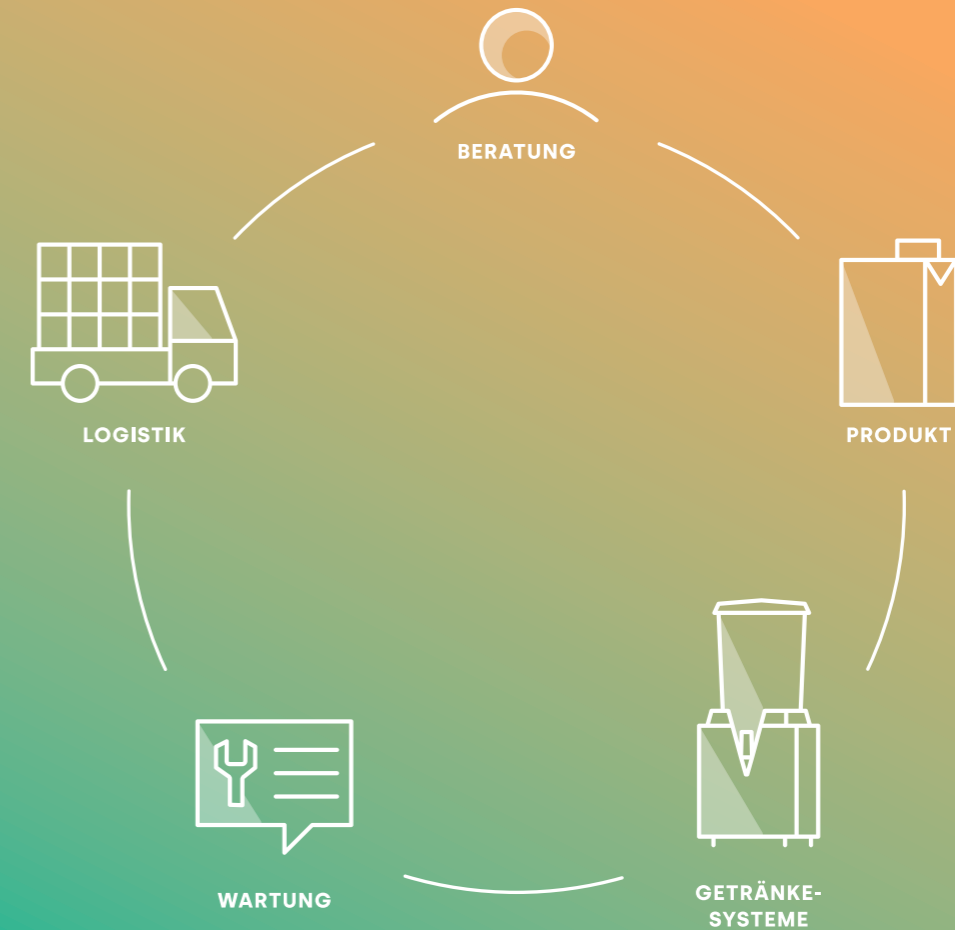 BERATUNG
LOGISTIK
PRODUKT
WARTUNG
GETRÄNKE-
SYSTEME